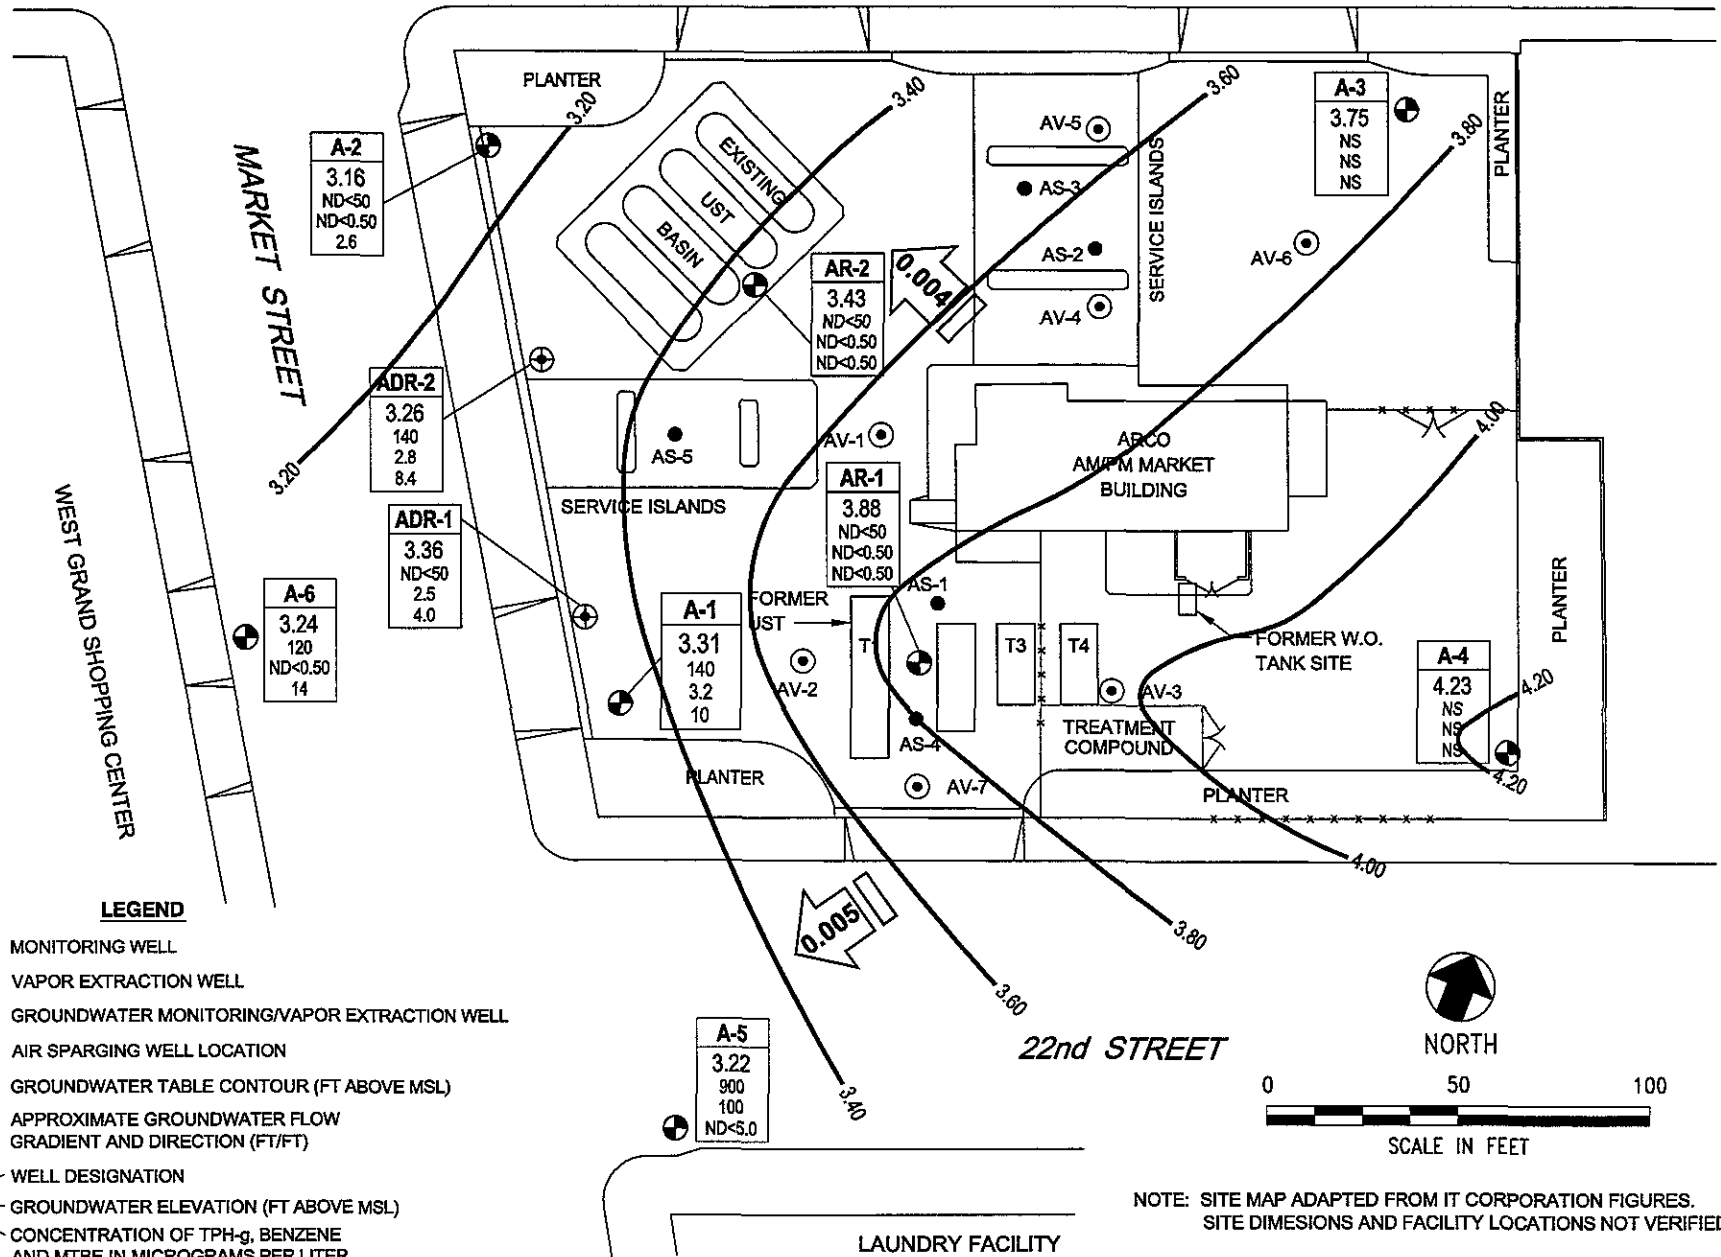 PLANTER
3.20
3.40
3.60
3.80
A-3
3.75
NS
NS
NS
PLANTER
A-2
3.16
ND<50
ND<0.50
2.6
MARKET STREET
EXISTING
UST
BASIN
AV-5
AS-3
AS-2
AV-4
SERVICE ISLANDS
AV-6
AR-2
3.43
ND<50
ND<0.50
ND<0.50
0.004
ADR-2
3.26
140
2.8
8.4
3.20
AS-5
AV-1
SERVICE ISLANDS
ARCO
AM/PM MARKET
BUILDING
4.00
AR-1
3.88
ND<50
ND<0.50
ND<0.50
ADR-1
3.36
ND<50
2.5
4.0
WEST GRAND SHOPPING CENTER
A-6
3.24
120
ND<0.50
14
A-1
3.31
140
3.2
10
FORMER
UST
AS-1
AV-2
T
T3
T4
AV-3
AS-4
AV-7
FORMER W.O.
TANK SITE
TREATMENT
COMPOUND
A-4
4.23
NS
NS
NS
4.20
4.20
PLANTER
PLANTER
PLANTER
4.00
3.80
3.60
3.40
0.005
A-5
3.22
900
100
ND<5.0
22nd STREET
NORTH
0 50 100
SCALE IN FEET
LEGEND
MONITORING WELL
VAPOR EXTRACTION WELL
GROUNDWATER MONITORING/VAPOR EXTRACTION WELL
AIR SPARGING WELL LOCATION
GROUNDWATER TABLE CONTOUR (FT ABOVE MSL)
APPROXIMATE GROUNDWATER FLOW
GRADIENT AND DIRECTION (FT/FT)
WELL DESIGNATION
GROUNDWATER ELEVATION (FT ABOVE MSL)
CONCENTRATION OF TPH-g, BENZENE
AND MTBE IN MICROGRAMS PER LITER
LAUNDRY FACILITY
NOTE: SITE MAP ADAPTED FROM IT CORPORATION FIGURES.
SITE DIMESIONS AND FACILITY LOCATIONS NOT VERIFIED